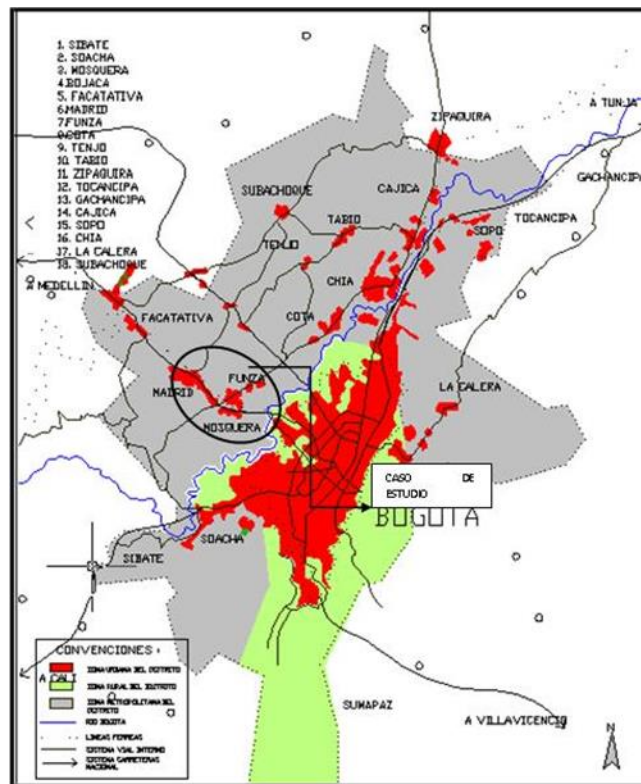 1. SIBATE
2. SOACHA
3. MOSQUERA
4.BOJACA
5. FACATATIVA
6.MADRID
7.FUNZA
8.COTA
9. TENJO
10. TABIO
11. ZIPAQUIRA
12. TOCANCIPA
13. GACHANCIPA
14. CAJICA
15. SOPO
16. CHIA
17. LA CALERA
18. SUBACHOQUE
ZIPAQUIRA
A TUNJA
GACHANCIPA
SUBACHOQUE
CAJICA
TABIO
TOCANCIPA
SOPO
TENJO
CHIA
A MEDELLIN
FACATATIVA
COTA
FUNZA
MADRID
LA CALERA
MOSQUERA
CASO DE
ESTUDIO
BOGOTA
SOACHA
SIBATE
CONVENCIONES :
ZONA URBANA DEL DISTRITO
A CALI
ZONA RURAL DEL DISTRITO
ZONA METROPOLITANA DEL
DISTRITO
RIO BOGOTA
LINEAS FERREAS
SISTEMA VIAL INTERNO
SISTEMA CARRETERAS
NACIONAL
SUMAPAZ
A VILLAVICENCIO
N